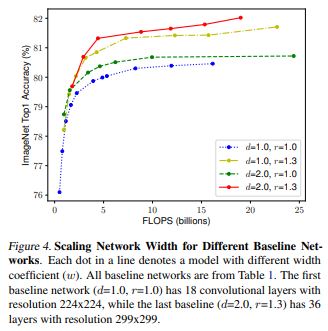 82
81
80
79
78
77
76
ImageNet Top1 Accuracy (%)
d=1.0, r=1.0
d=1.0, r=1.3
d=2.0, r=1.0
d=2.0, r=1.3
0 5 10 15 20 25
FLOPS (billions)
Figure 4. Scaling Network Width for Different Baseline Net-
works. Each dot in a line denotes a model with different width
coefficient (w). All baseline networks are from Table 1. The first
baseline network (d=1.0, r=1.0) has 18 convolutional layers with
resolution 224x224, while the last baseline (d=2.0, r=1.3) has 36
layers with resolution 299x299.